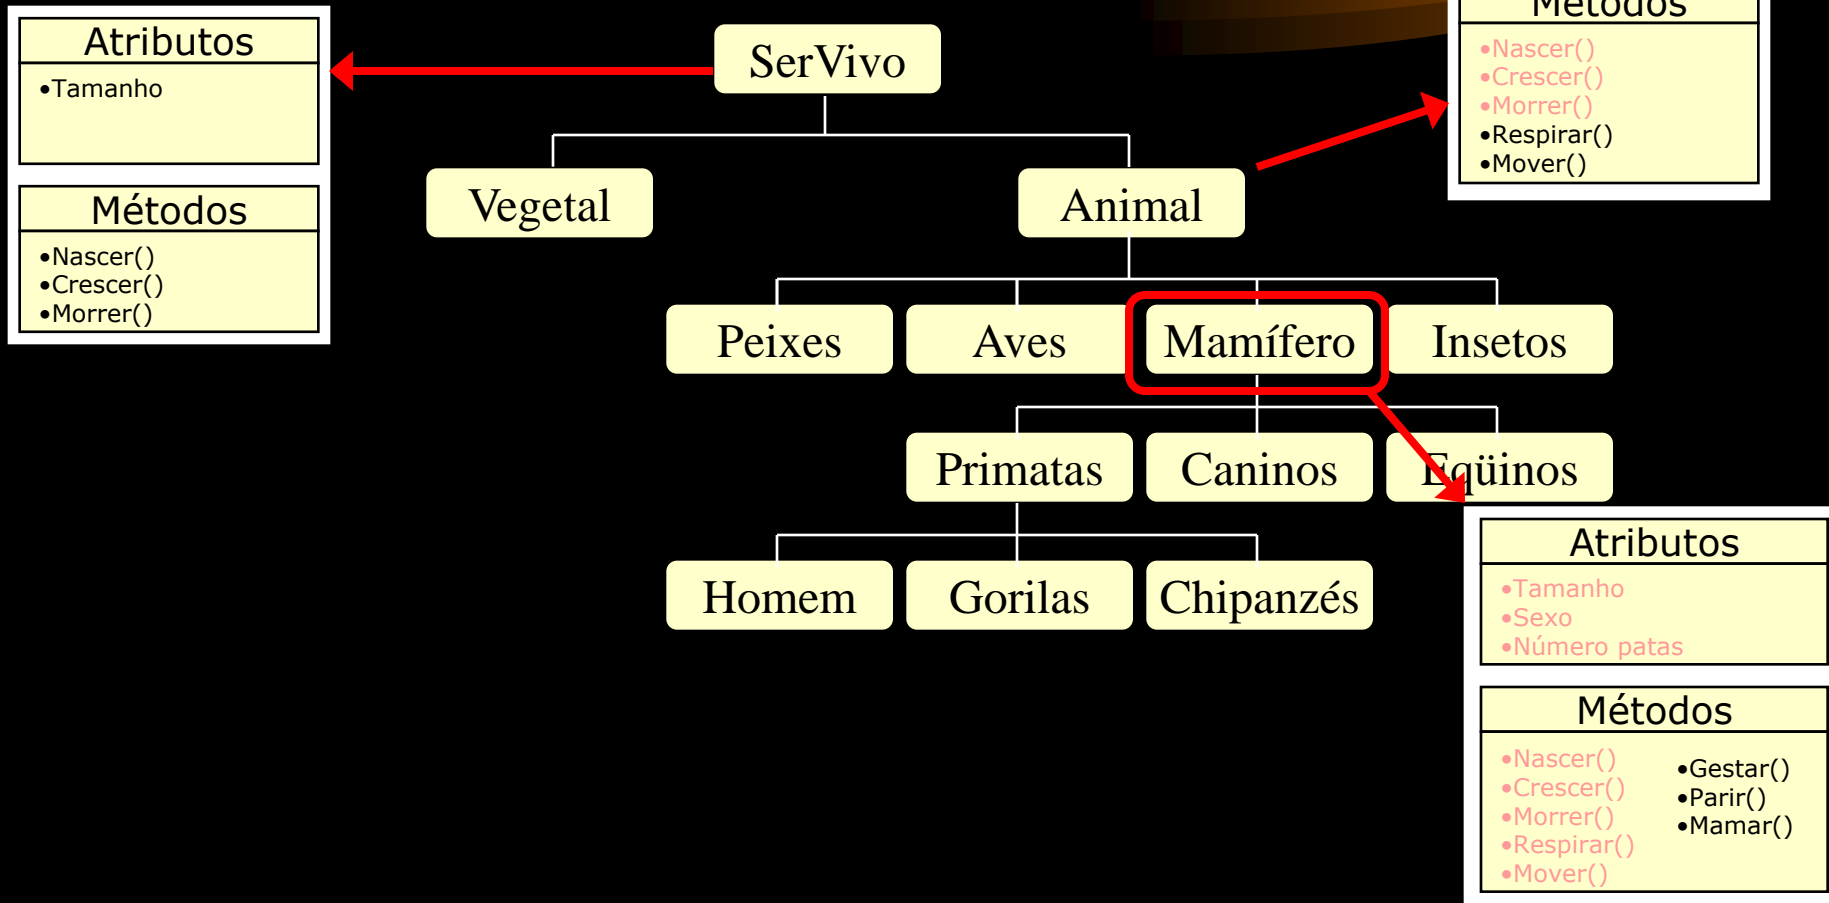 Atributos
•Tamanho
Métodos
•Nascer()
•Crescer()
•Morrer()
SerVivo
Métodos
•Nascer()
•Crescer()
•Morrer()
•Respirar()
•Mover()
Vegetal
Animal
Peixes
Aves
Mamífero
Insetos
Primatas
Caninos
Eqüinos
Homem
Gorilas
Chipanzés
Atributos
•Tamanho
•Sexo
•Número patas
Métodos
•Nascer()
•Crescer()
•Morrer()
•Respirar()
•Mover()
•Gestar()
•Parir()
•Mamar()